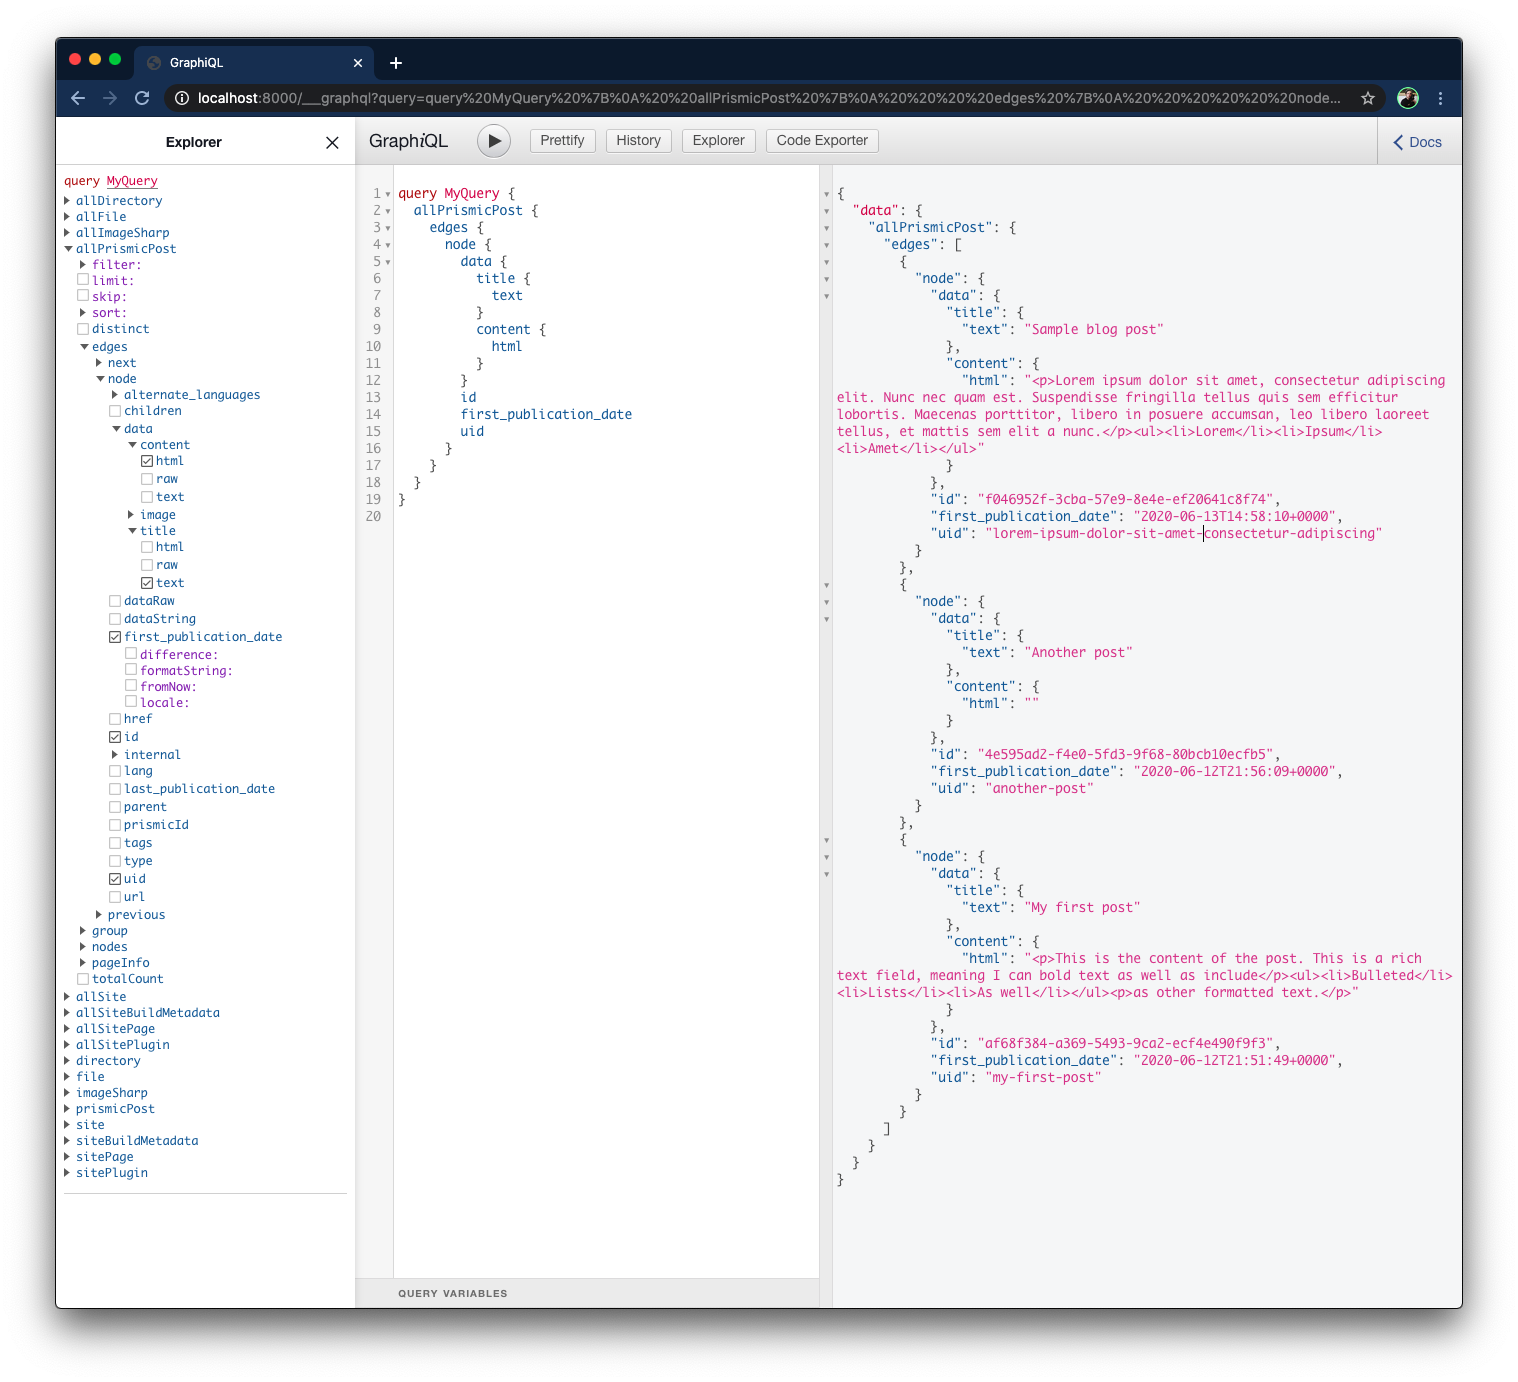 GraphiQL
localhost:8000/___graphql?query=query%20MyQuery%20%7B%0A%20%20allPrismicPost%20%7B%0A%20%20%20%20edges%20%7B%0A%20%20%20%20%20%20node...
Explorer
query MyQuery
allDirectory
allFile
allImageSharp
allPrismicPost
filter:
limit:
skip:
sort:
distinct
edges
next
node
alternate_languages
children
data
content
html
raw
text
image
title
html
raw
text
dataRaw
dataString
first_publication_date
difference:
formatString:
fromNow:
locale:
href
id
internal
lang
last_publication_date
parent
prismicId
tags
type
uid
url
previous
group
nodes
pageInfo
totalCount
allSite
allSiteBuildMetadata
allSitePage
allSitePlugin
directory
file
imageSharp
prismicPost
site
siteBuildMetadata
sitePage
sitePlugin
GraphiQL Prettify History Explorer Code Exporter Docs
1 query MyQuery {
2 allPrismicPost {
3 edges {
4 node {
5 data {
6 title {
7 text
8 }
9 content {
10 html
11 }
12 }
13 id
14 first_publication_date
15 uid
16 }
17 }
18 }
19 }
20
QUERY VARIABLES
{
"data": {
"allPrismicPost": {
"edges": [
{
"node": {
"data": {
"title": {
"text": "Sample blog post"
},
"content": {
"html": "<p>Lorem ipsum dolor sit amet, consectetur adipiscing
elit. Nunc nec quam est. Suspendisse fringilla tellus quis sem efficitur
lobortis. Maecenas porttitor, libero in posuere accumsan, leo libero laoreet
tellus, et mattis sem elit a nunc.</p><ul><li>Lorem</li><li>Ipsum</li>
<li>Amet</li></ul>"
}
},
"id": "f046952f-3cba-57e9-8e4e-ef20641c8f74",
"first_publication_date": "2020-06-13T14:58:10+0000",
"uid": "lorem-ipsum-dolor-sit-amet-consectetur-adipiscing"
}
},
{
"node": {
"data": {
"title": {
"text": "Another post"
},
"content": {
"html": ""
}
},
"id": "4e595ad2-f4e0-5fd3-9f68-80bcb10ecfb5",
"first_publication_date": "2020-06-12T21:56:09+0000",
"uid": "another-post"
}
},
{
"node": {
"data": {
"title": {
"text": "My first post"
},
"content": {
"html": "<p>This is the content of the post. This is a rich
text field, meaning I can bold text as well as include</p><ul><li>Bulleted</li>
<li>Lists</li><li>As well</li></ul><p>as other formatted text.</p>"
}
},
"id": "af68f384-a369-5493-9ca2-ecf4e490f9f3",
"first_publication_date": "2020-06-12T21:51:49+0000",
"uid": "my-first-post"
}
}
]
}
}
}